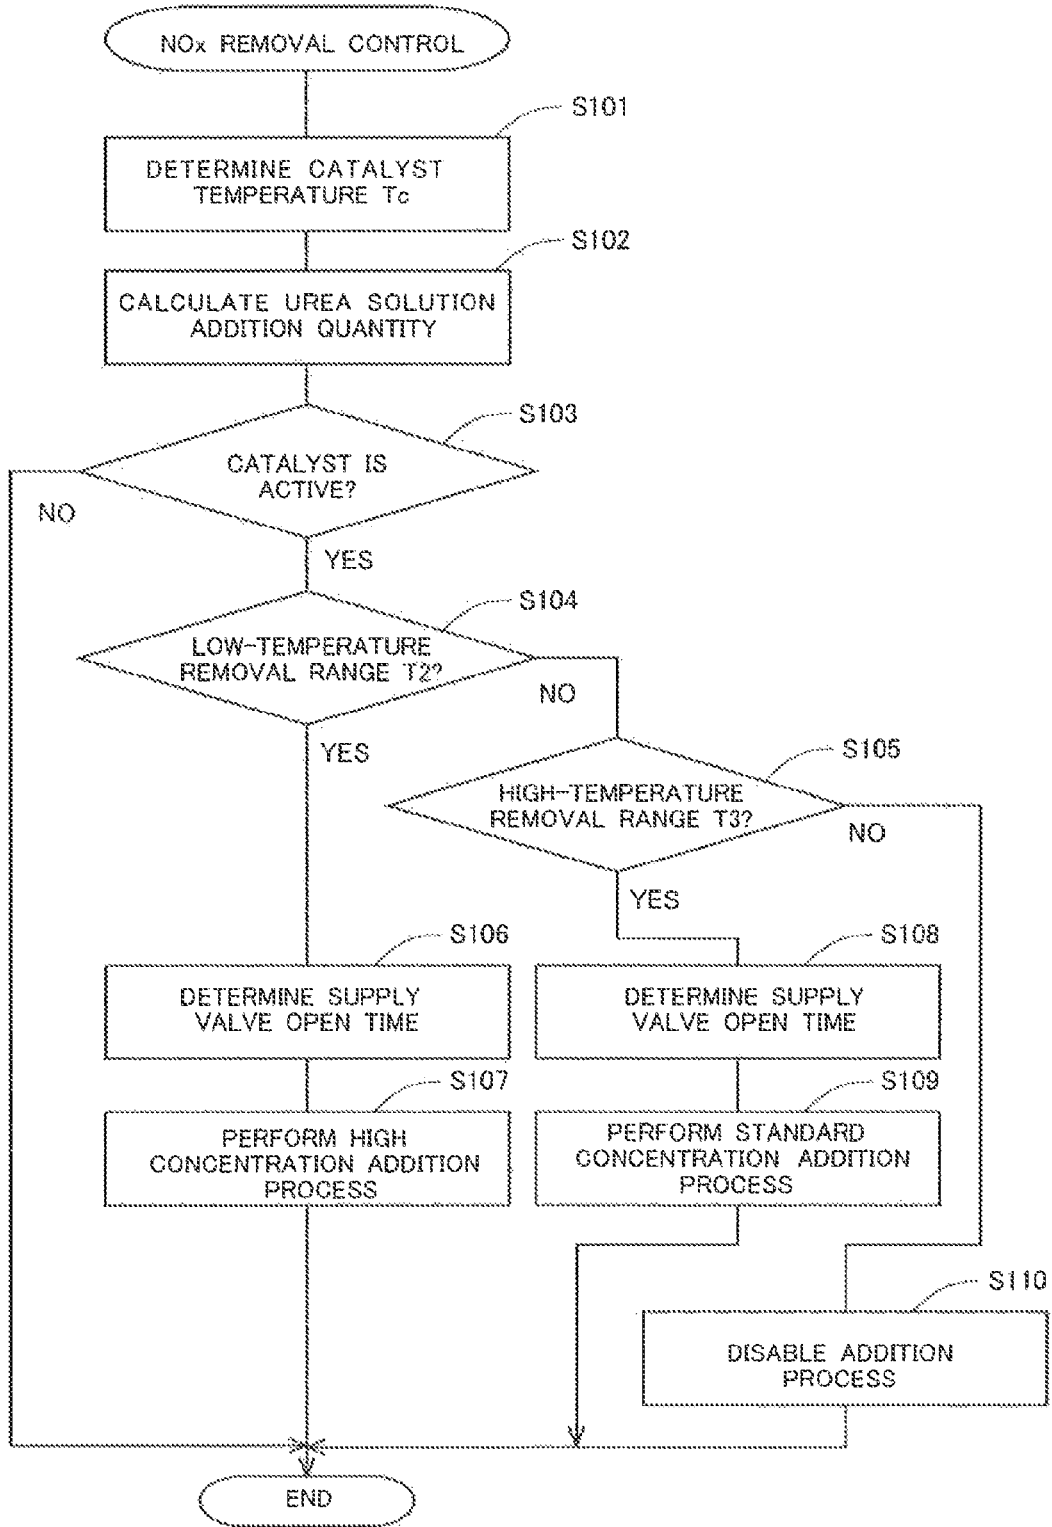 NOx REMOVAL CONTROL
S101
DETERMINE CATALYST
TEMPERATURE Tc
S102
CALCULATE UREA SOLUTION
ADDITION QUANTITY
S103
CATALYST IS
ACTIVE?
NO
YES
S104
LOW-TEMPERATURE
REMOVAL RANGE T2?
NO
YES
S105
HIGH-TEMPERATURE
REMOVAL RANGE T3?
NO
YES
S106
DETERMINE SUPPLY
VALVE OPEN TIME
S108
DETERMINE SUPPLY
VALVE OPEN TIME
S107
PERFORM HIGH
CONCENTRATION ADDITION
PROCESS
S109
PERFORM STANDARD
CONCENTRATION ADDITION
PROCESS
S110
DISABLE ADDITION
PROCESS
END